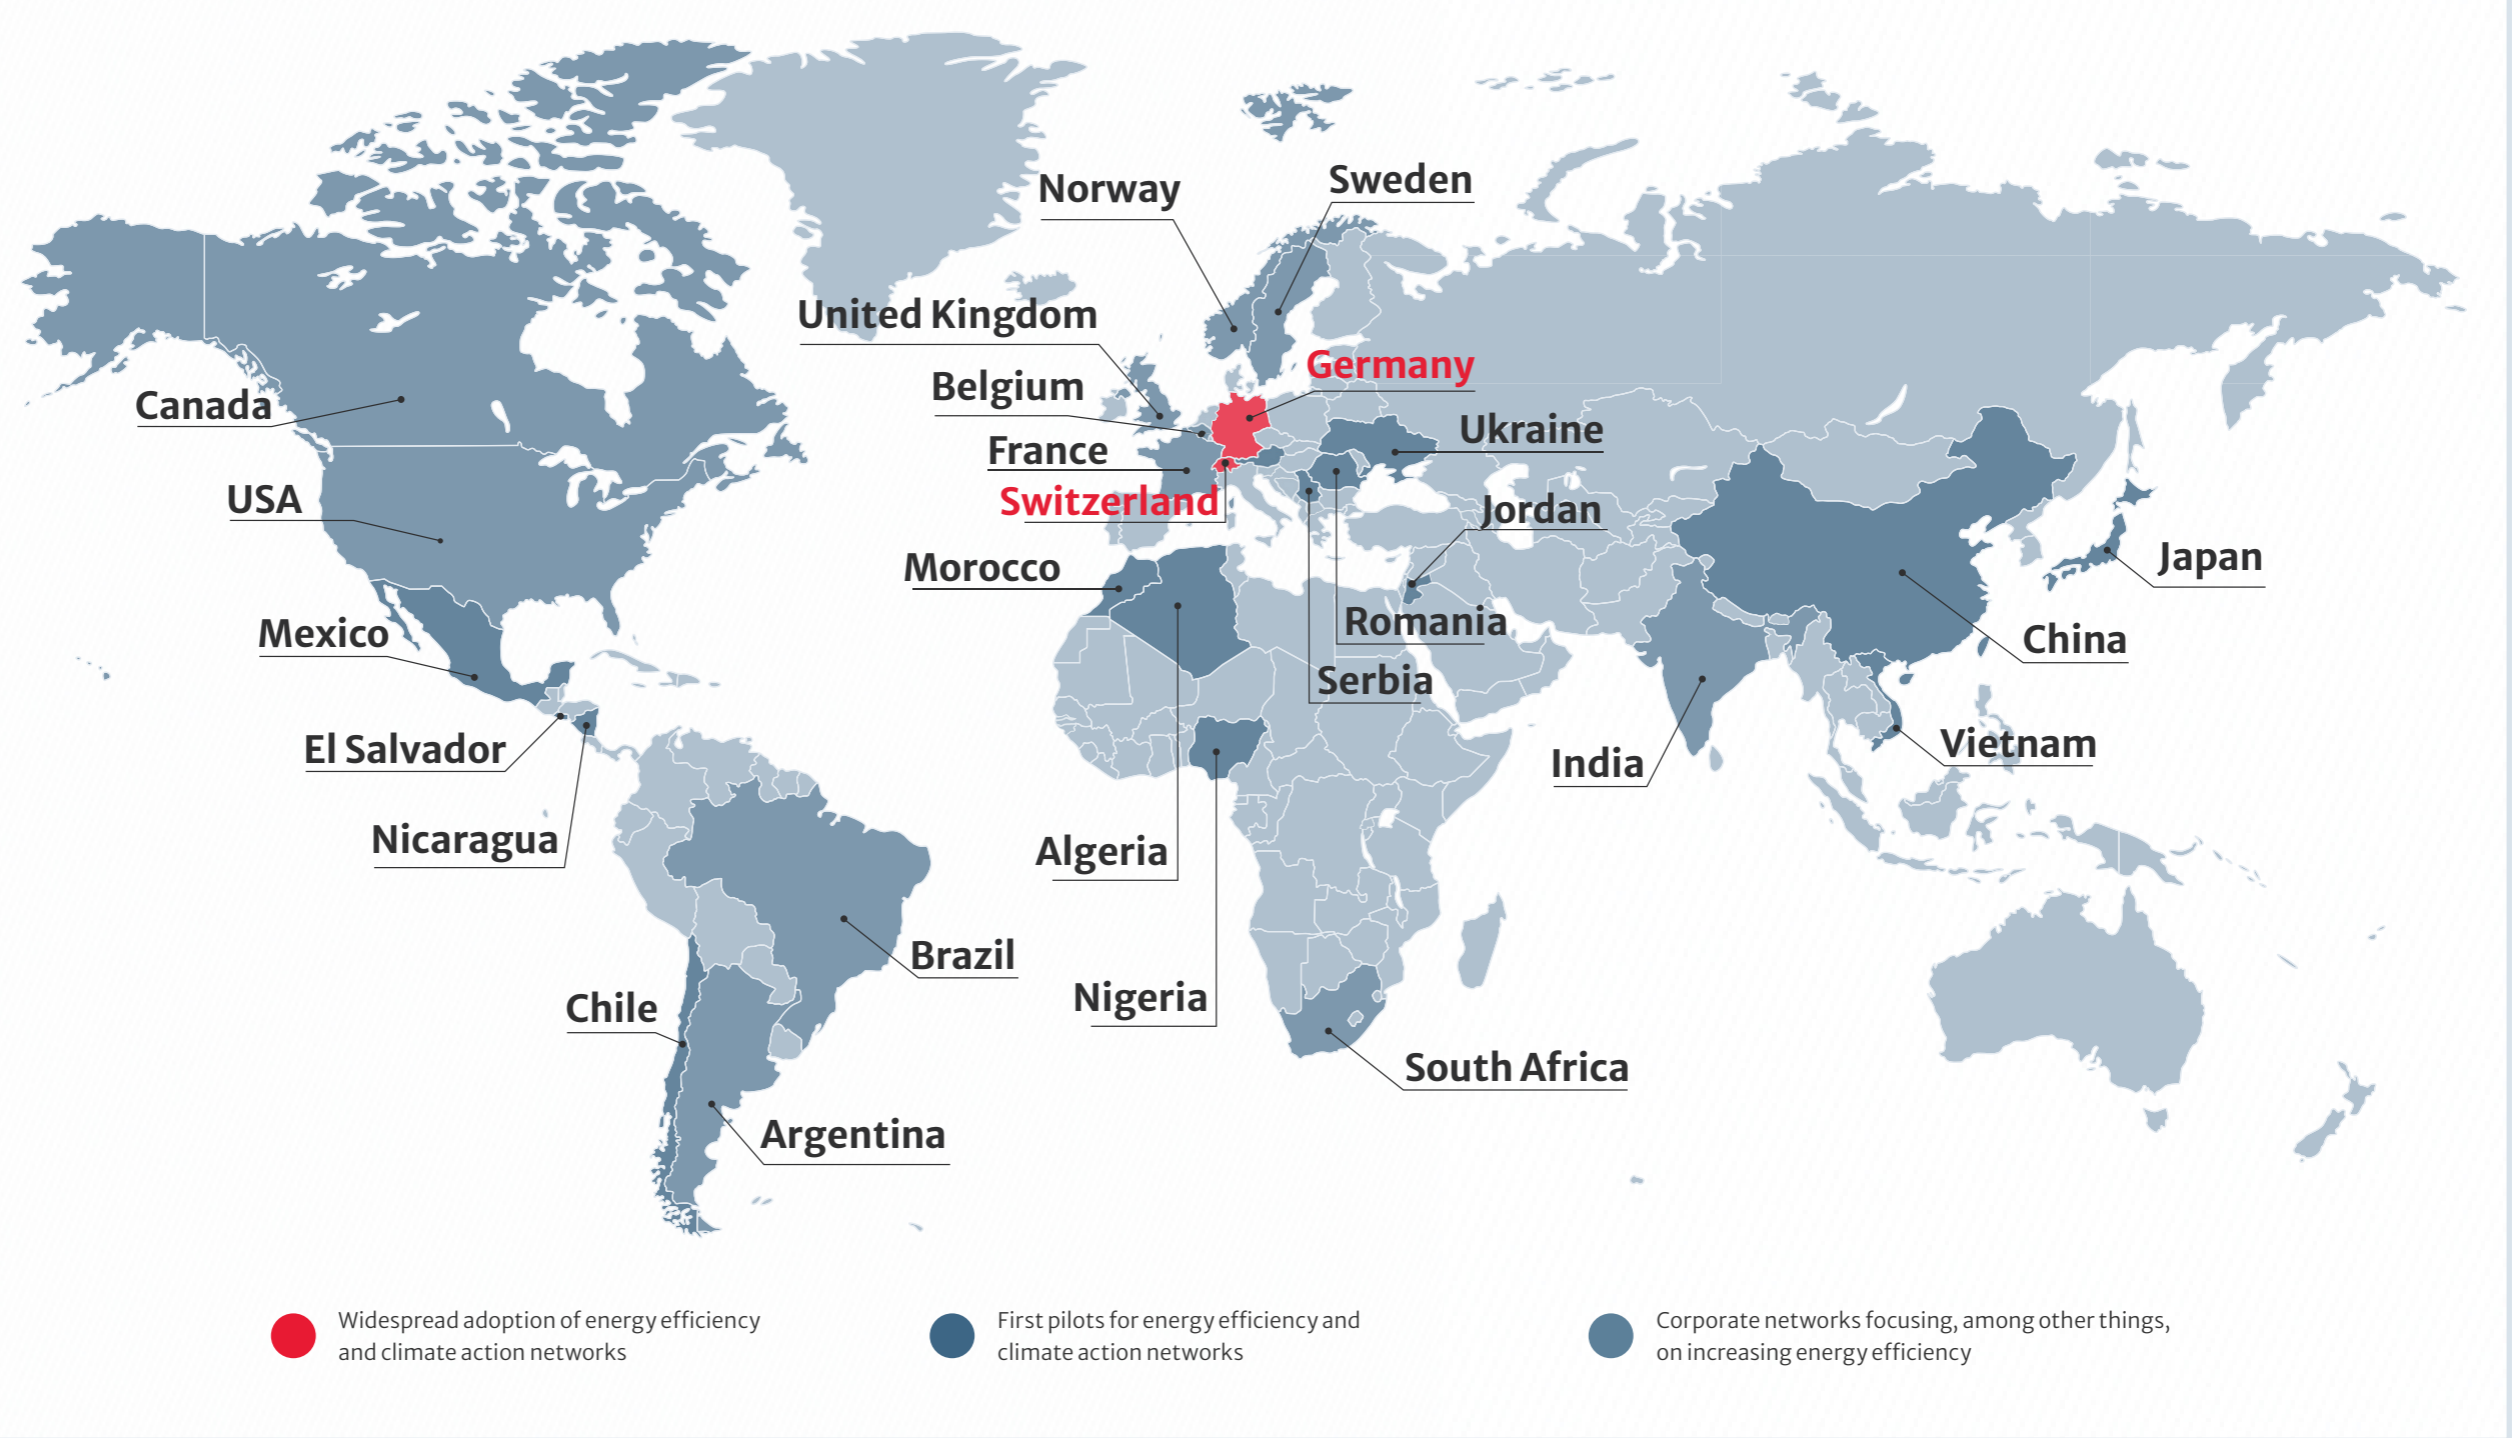 Sweden
Norway
United Kingdom
Germany
Belgium
Canada
Ukraine
France
USA
Switzerland
Jordan
Japan
Morocco
Romania
Mexico
China
Serbia
El Salvador
Vietnam
India
Nicaragua
Algeria
Brazil
Nigeria
Chile
South Africa
Argentina
Widespread adoption of energy efficiency
and climate action networks
First pilots for energy efficiency and
climate action networks
Corporate networks focusing, among other things,
on increasing energy efficiency